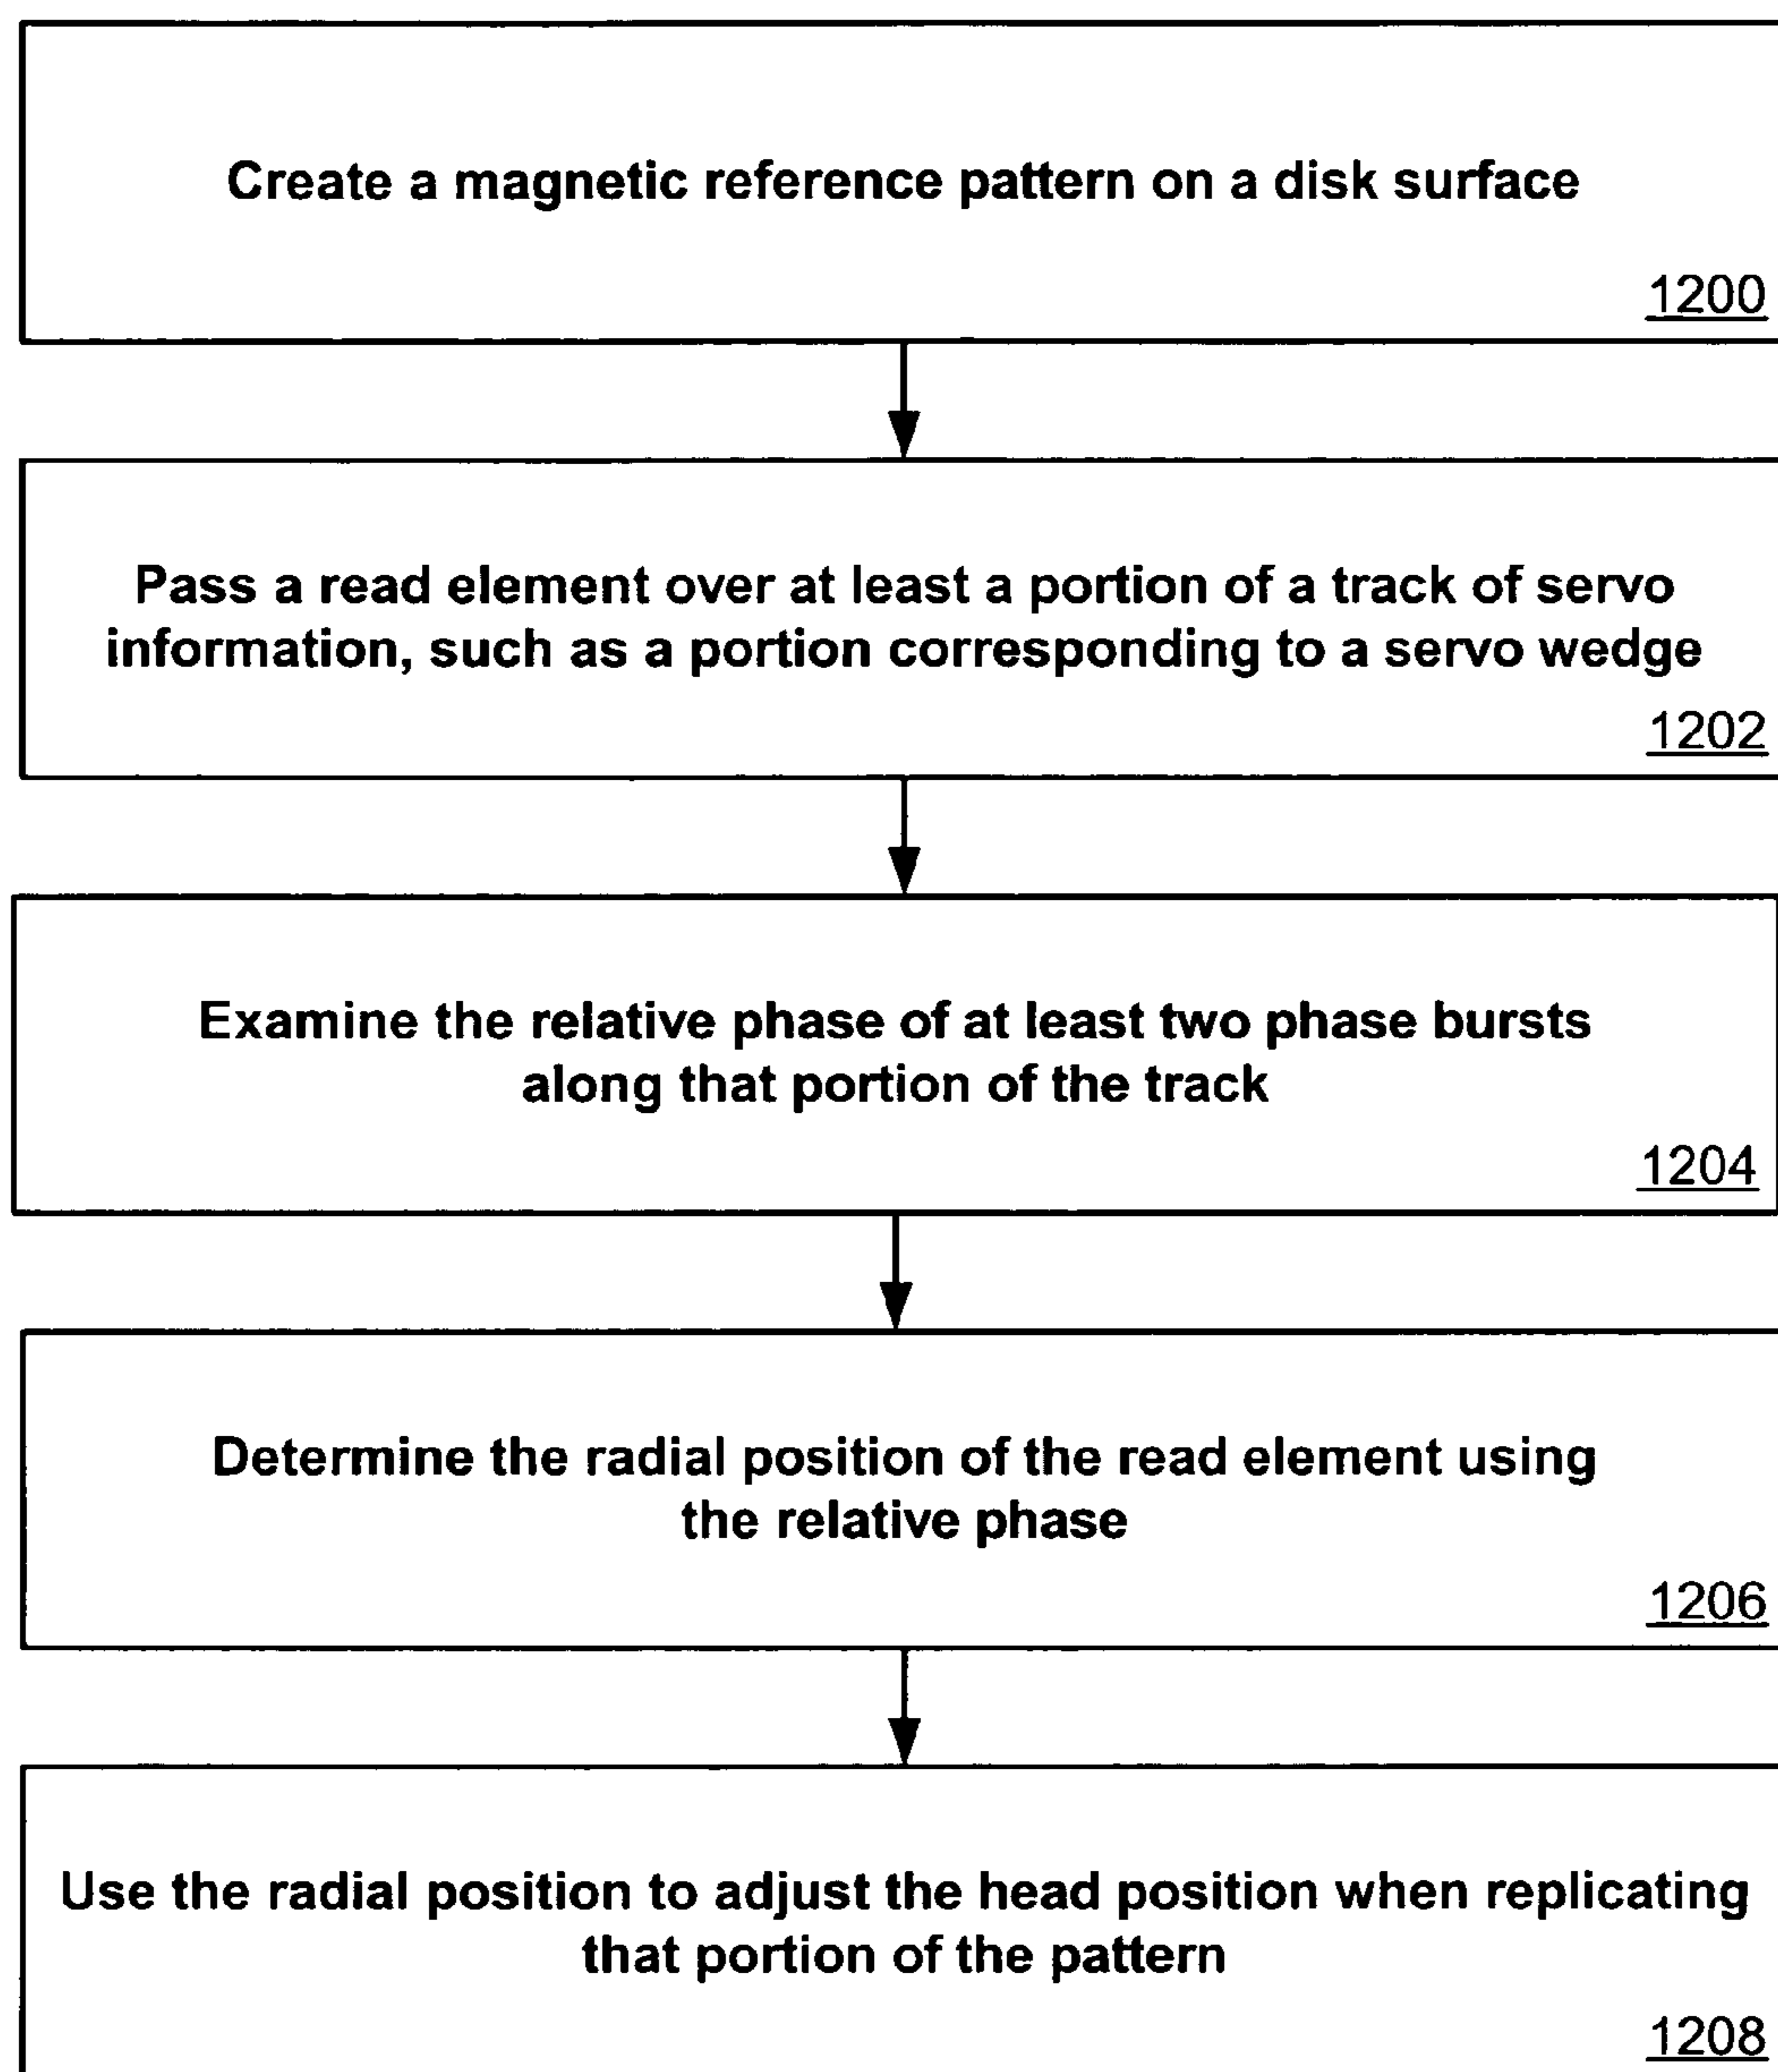 Create a magnetic reference pattern on a disk surface
1200
Pass a read element over at least a portion of a track of servo
information, such as a portion corresponding to a servo wedge
1202
Examine the relative phase of at least two phase bursts
along that portion of the track
1204
Determine the radial position of the read element using
the relative phase
1206
Use the radial position to adjust the head position when replicating
that portion of the pattern
1208